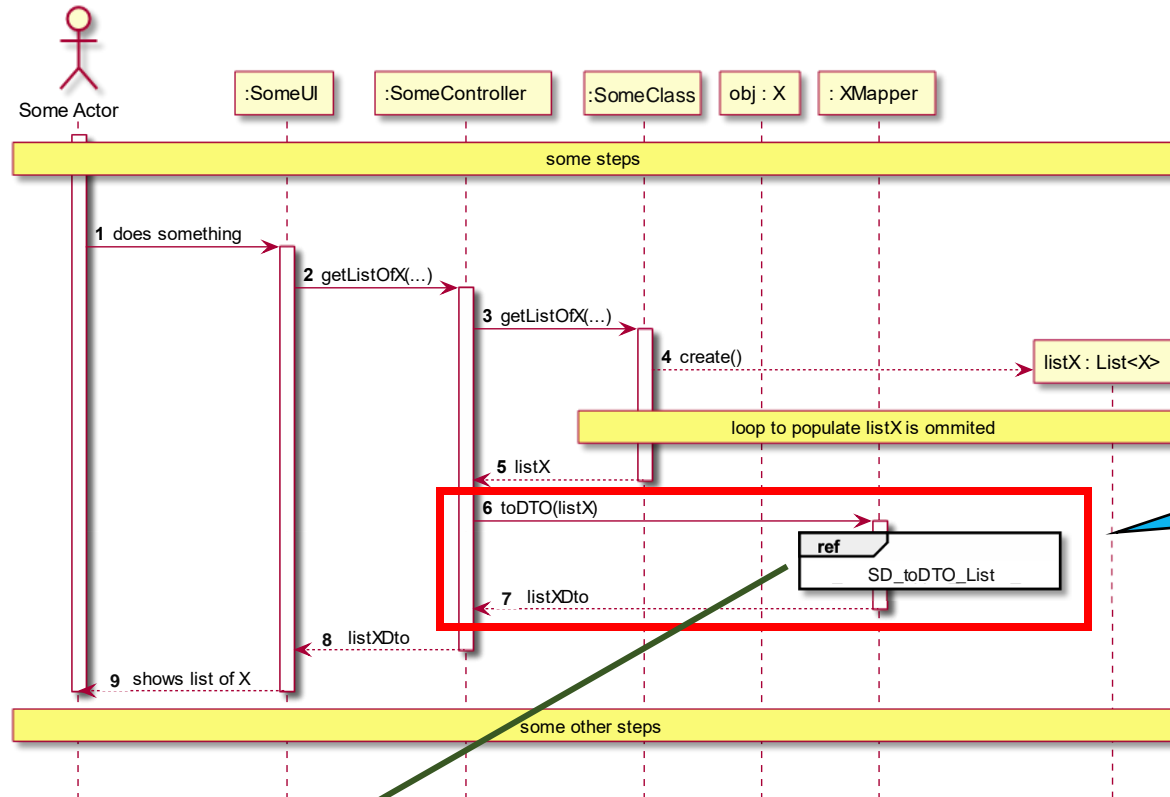 Some Actor
:SomeUI
:SomeController
:SomeClass
obj : X
: XMapper
some steps
1 does something
2 getListOfX(...)
3 getListOfX(...)
4 create()
listX : List<X>
loop to populate listX is ommited
5 listX
6 toDTO(listX)
ref
SD_toDTO_List
7 listXDto
8 listXDto
9 shows list of X
some other steps